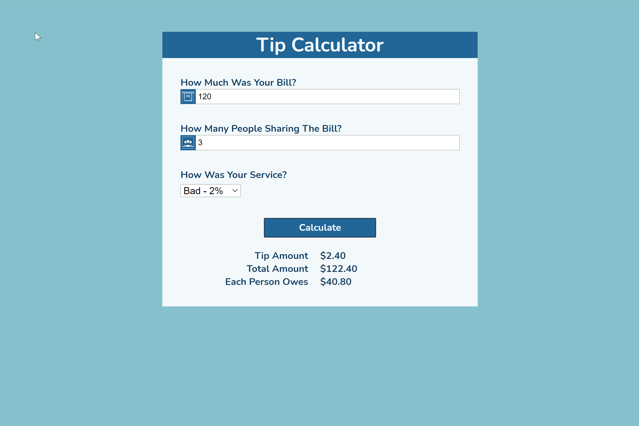 Tip Calculator
How Much Was Your Bill?
120
How Many People Sharing The Bill?
3
How Was Your Service?
Bad - 2%
Calculate
Tip Amount $2.40
Total Amount $122.40
Each Person Owes $40.80